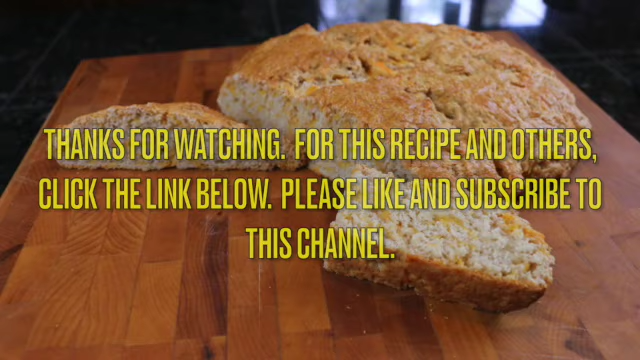 THANKS FOR WATCHING. FOR THIS RECIPE AND OTHERS,
CLICK THE LINK BELOW. PLEASE LIKE AND SUBSCRIBE TO
THIS CHANNEL.